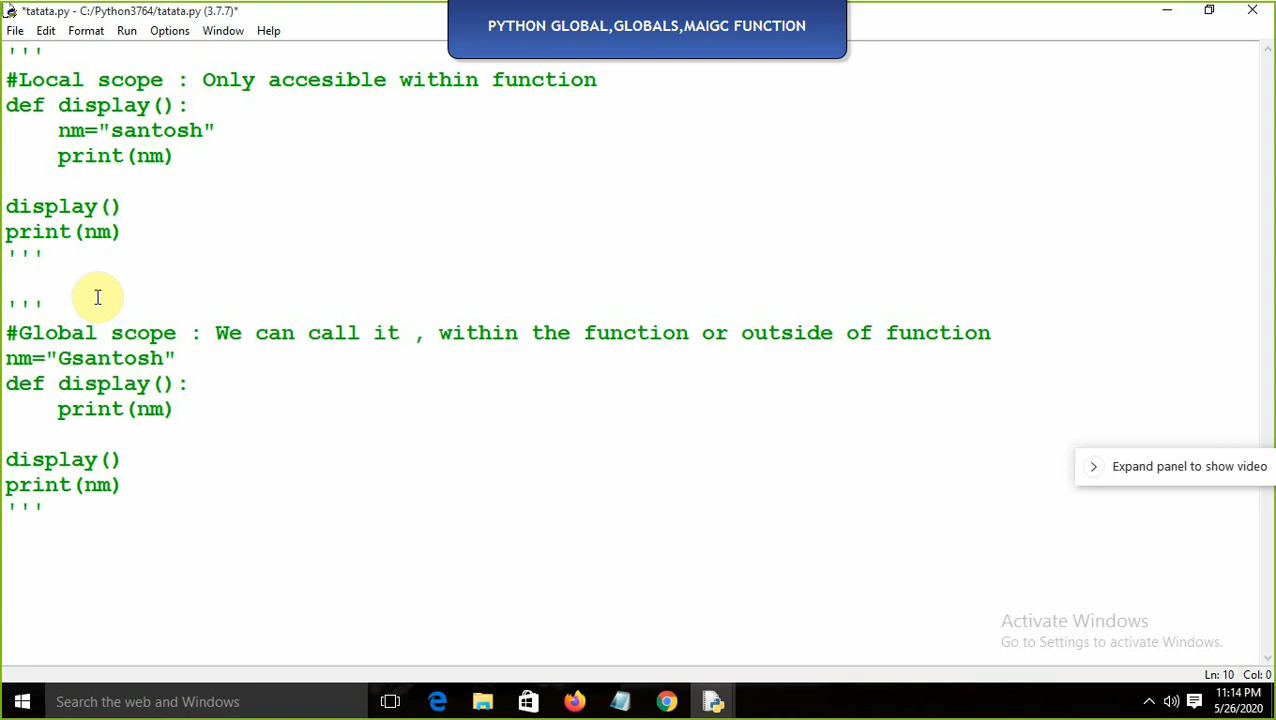 *tatata.py - C:/Python3764/tatata.py (3.7.7)*
PYTHON GLOBAL,GLOBALS,MAIGC FUNCTION
File Edit Format Run Options Window Help
'''
#Local scope : Only accesible within function
def display():
    nm="santosh"
    print(nm)
display()
print(nm)
'''
'''
#Global scope : We can call it , within the function or outside of function
nm="Gsantosh"
def display():
    print(nm)
display()
print(nm)
'''
Expand panel to show video
Activate Windows
Go to Settings to activate Windows.
Ln: 10 Col: 0
Search the web and Windows
11:14 PM
5/26/2020